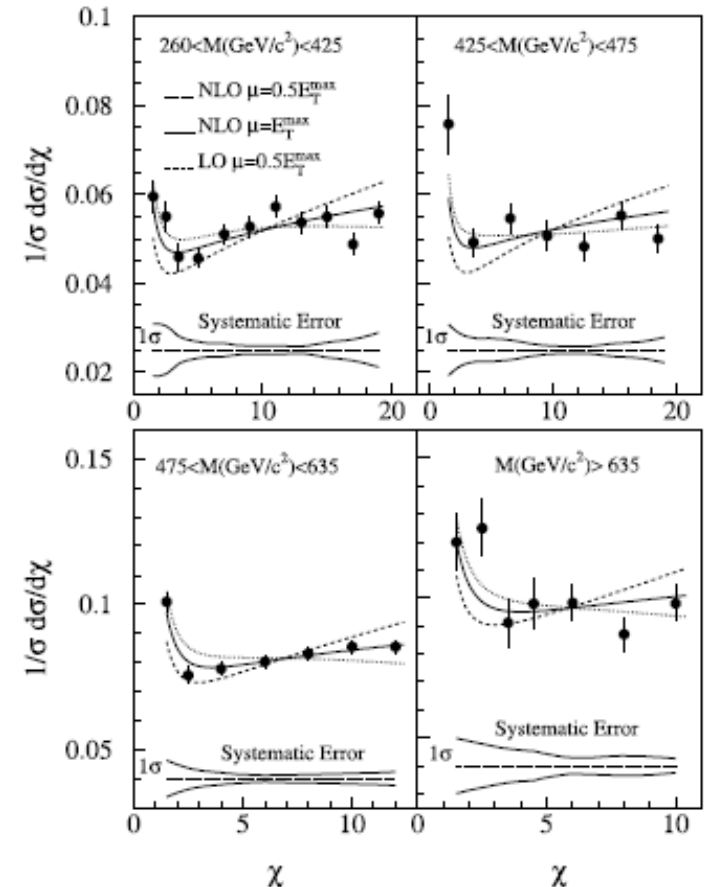 0.1
260<M(GeV/c²)<425
425<M(GeV/c²)<475
NLO μ=0.5E_T^max
0.08
NLO μ=E_T^max
LO μ=0.5E_T^max
1/σ dσ/dχ
0.06
0.04
Systematic Error
Systematic Error
1σ
1σ
0.02
0 10 20
0 10 20
0.15
475<M(GeV/c²)<635
M(GeV/c²)> 635
1/σ dσ/dχ
0.1
Systematic Error
Systematic Error
0.05
1σ
1σ
0 5 10
0 5 10
χ
χ